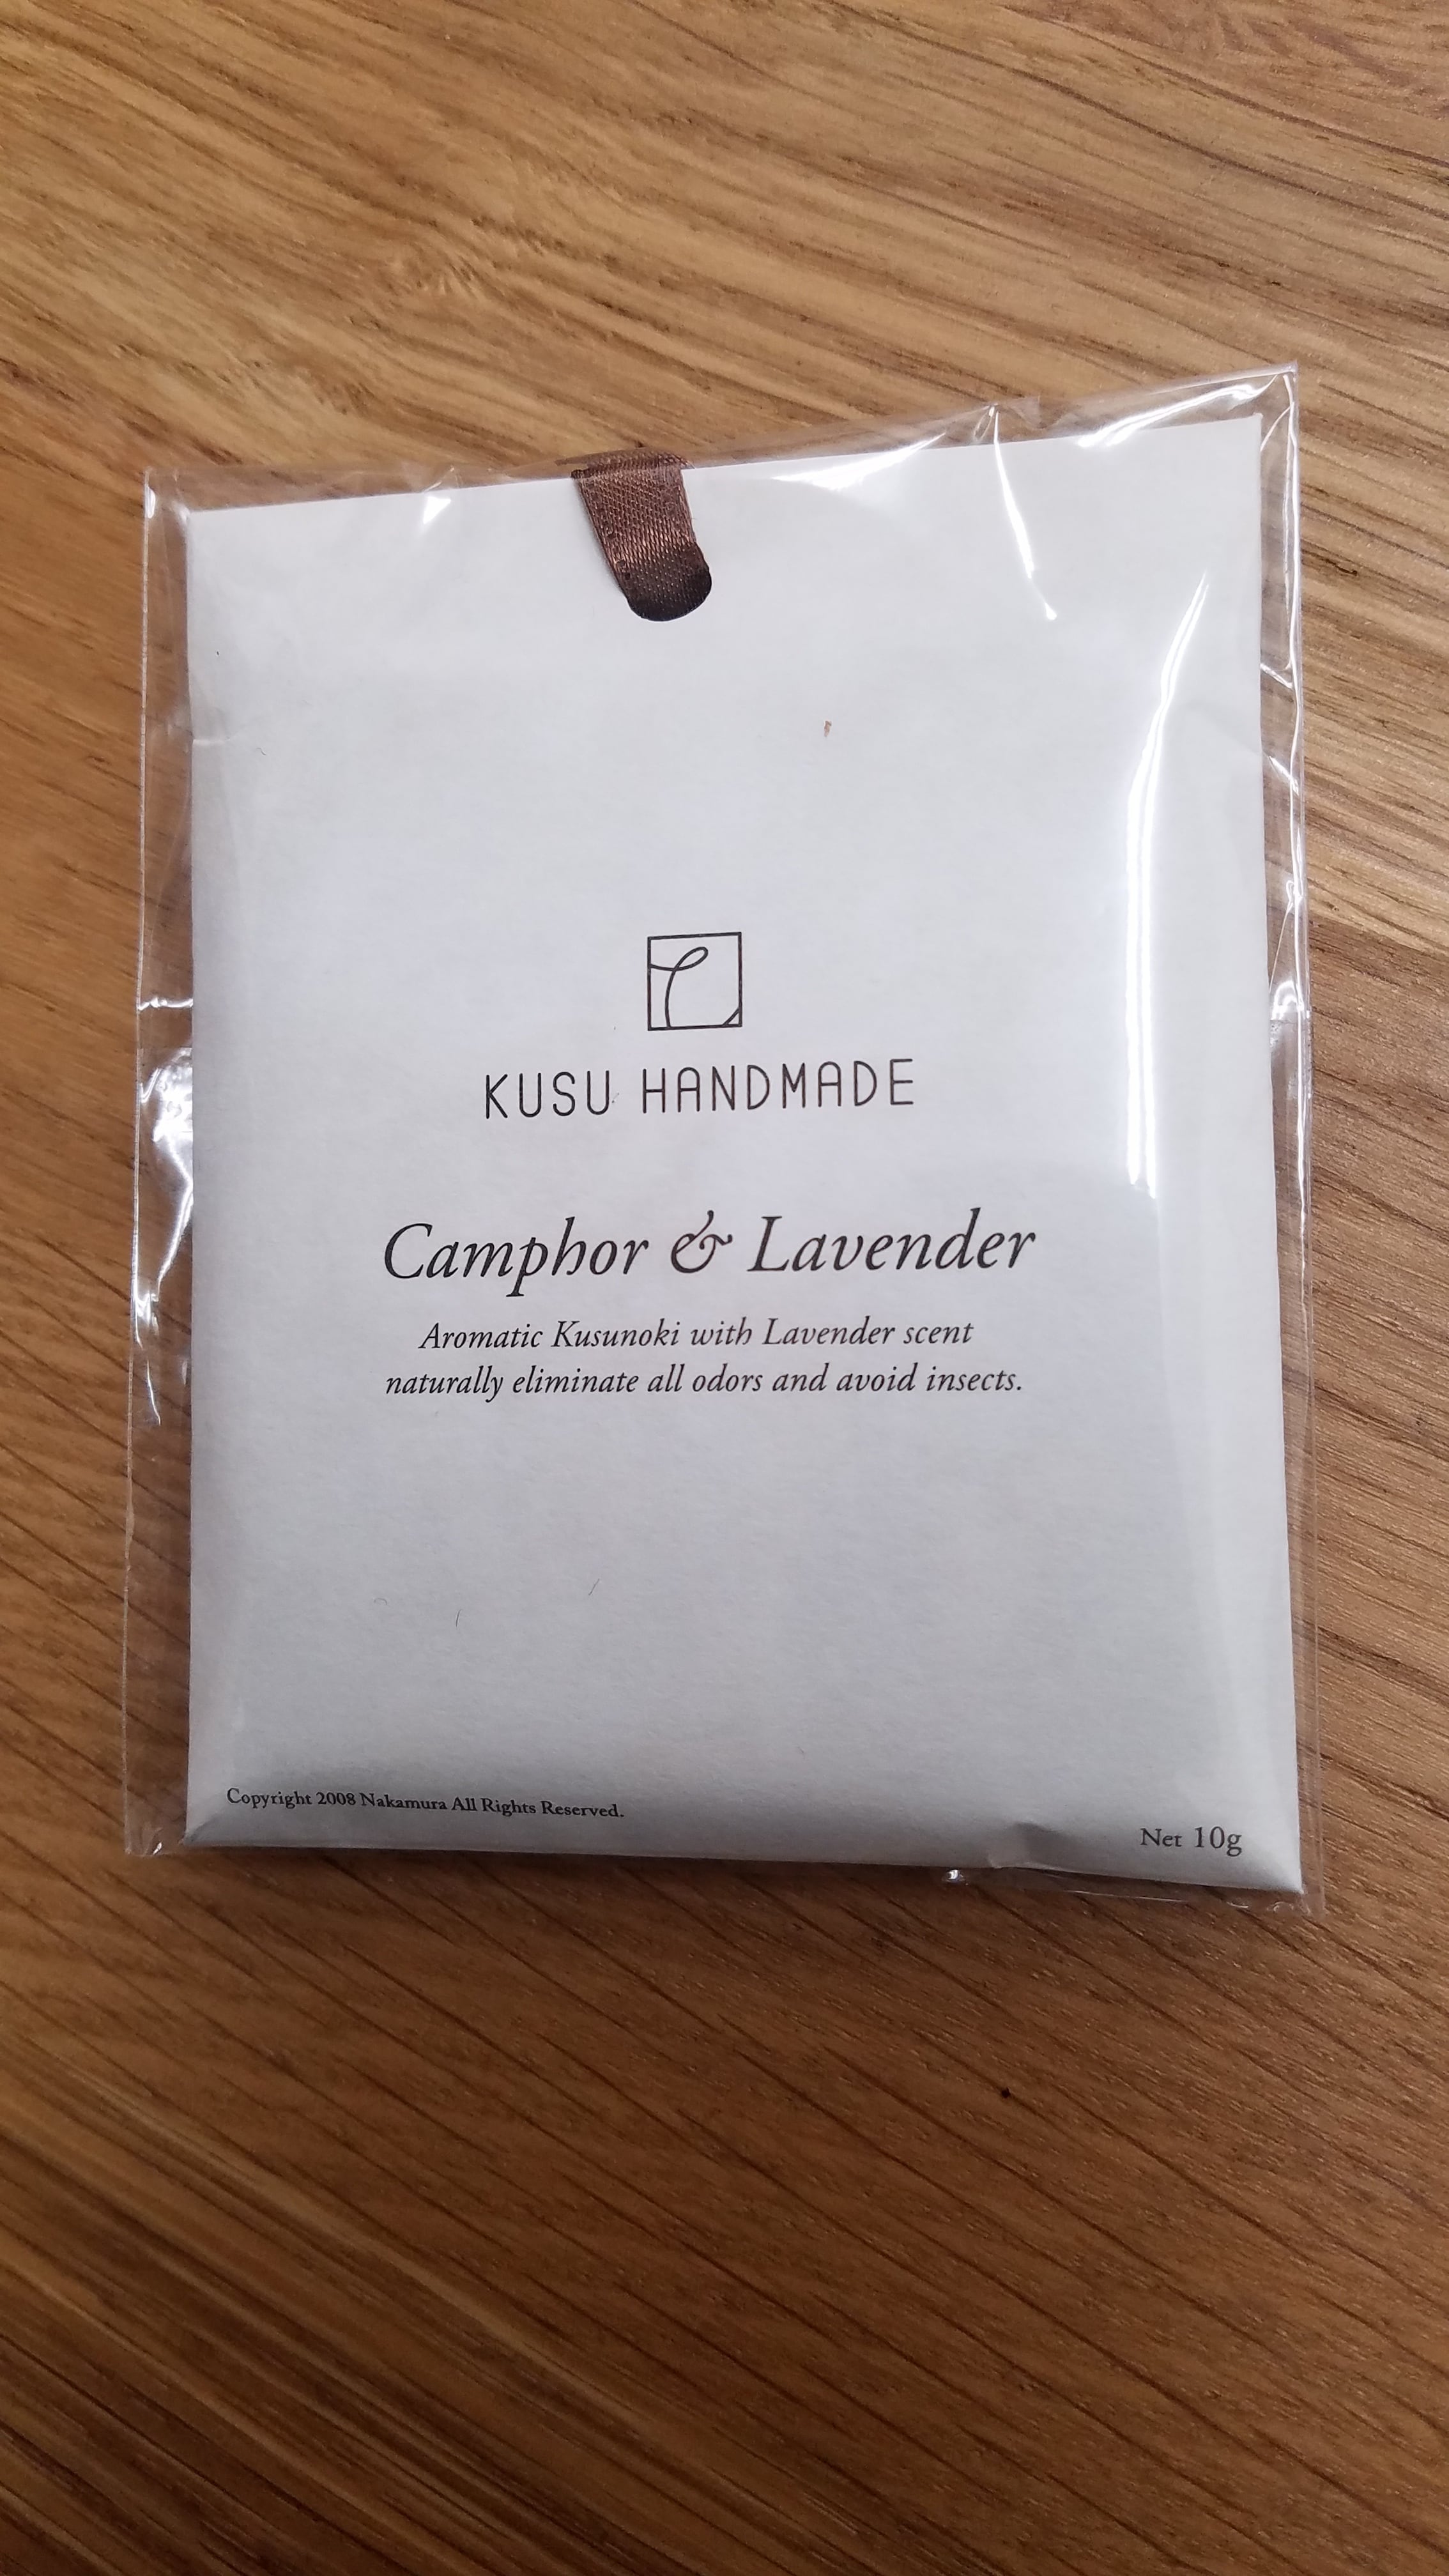 KUSU HANDMADE
Camphor & Lavender
Aromatic Kusunoki with Lavender scent
naturally eliminate all odors and avoid insects.
Copyright 2008 Nakamura All Rights Reserved.
Net 10g